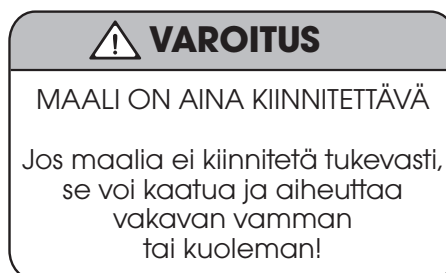 VAROITUS
MAALI ON AINA KIINNITETTÄVÄ
Jos maalia ei kiinnitetä tukevasti,
se voi kaatua ja aiheuttaa
vakavan vamman
tai kuoleman!